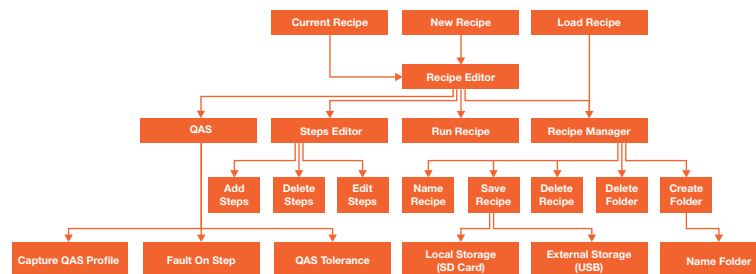 Current Recipe
New Recipe
Load Recipe
Recipe Editor
QAS
Steps Editor
Run Recipe
Recipe Manager
Add
Steps
Delete
Steps
Edit
Steps
Name
Recipe
Save
Recipe
Delete
Recipe
Delete
Folder
Create
Folder
Capture QAS Profile
Fault On Step
QAS Tolerance
Local Storage
(SD Card)
External Storage
(USB)
Name Folder